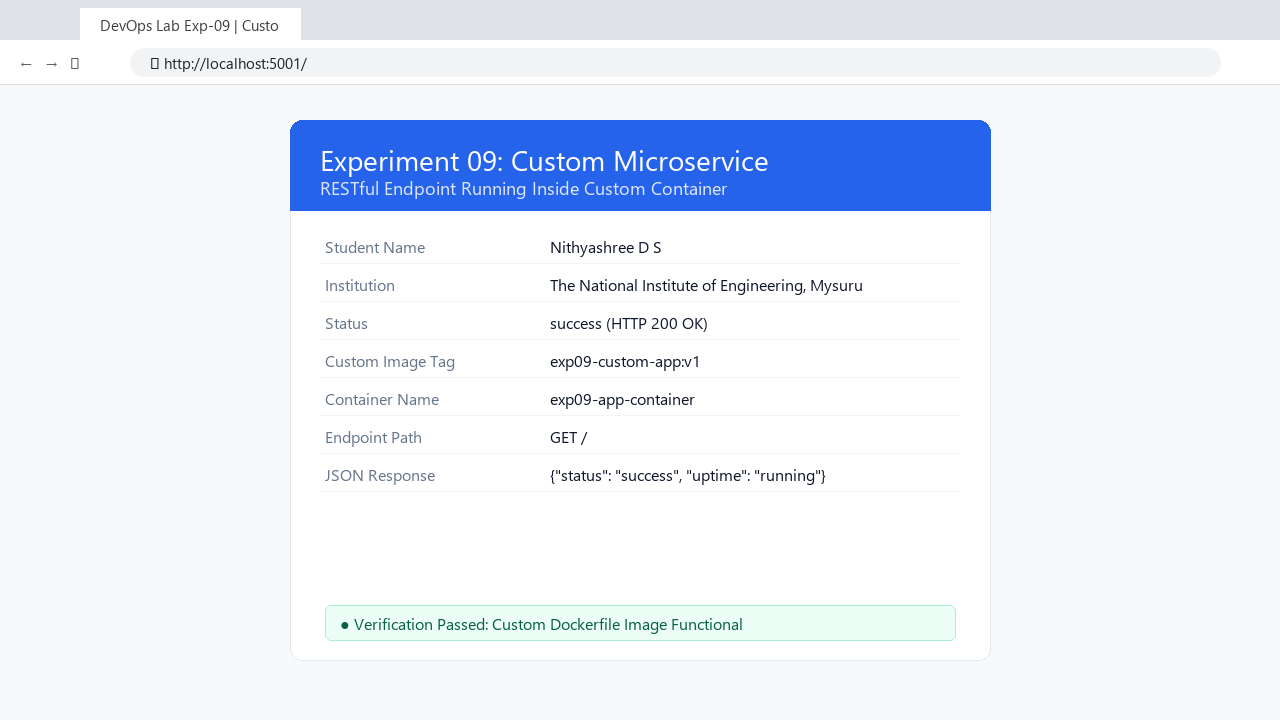 DevOps Lab Exp-09 | Custo
← → http://localhost:5001/
Experiment 09: Custom Microservice
RESTful Endpoint Running Inside Custom Container
Student Name Nithyashree D S
Institution The National Institute of Engineering, Mysuru
Status success (HTTP 200 OK)
Custom Image Tag exp09-custom-app:v1
Container Name exp09-app-container
Endpoint Path GET /
JSON Response {"status": "success", "uptime": "running"}
● Verification Passed: Custom Dockerfile Image Functional